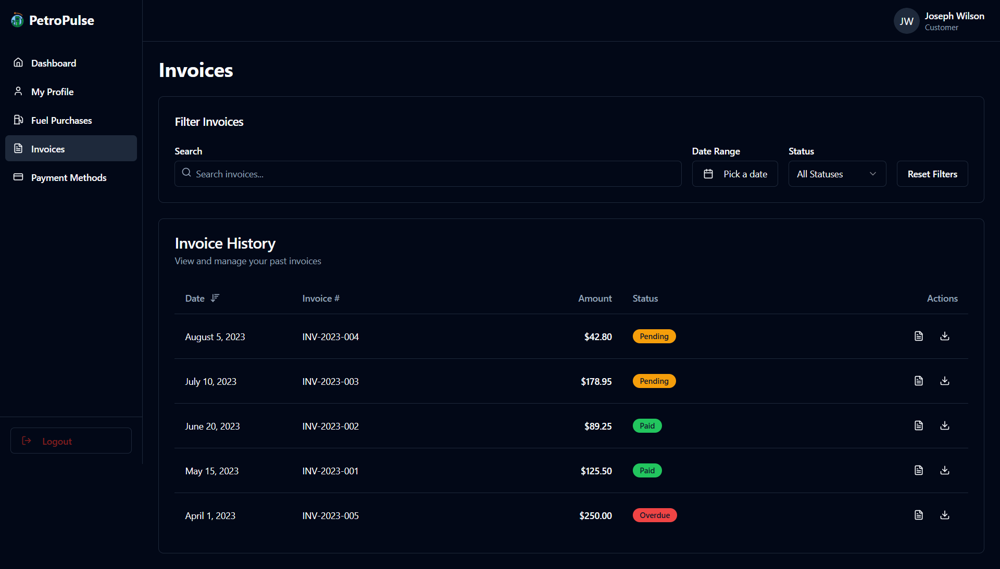 PetroPulse
JW
Joseph Wilson
Customer
Dashboard
My Profile
Fuel Purchases
Invoices
Payment Methods
Logout
Invoices
Filter Invoices
Search
Date Range
Status
Search invoices...
Pick a date
All Statuses
Reset Filters
Invoice History
View and manage your past invoices
Date Invoice # Amount Status Actions
August 5, 2023 INV-2023-004 $42.80 Pending
July 10, 2023 INV-2023-003 $178.95 Pending
June 20, 2023 INV-2023-002 $89.25 Paid
May 15, 2023 INV-2023-001 $125.50 Paid
April 1, 2023 INV-2023-005 $250.00 Overdue